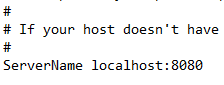 #
# If your host doesn't have
#
ServerName localhost:8080